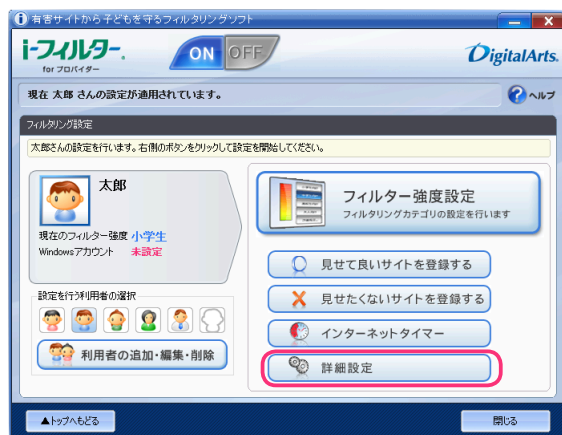 有害サイトから子どもを守るフィルタリングソフト
i-フィルター.
for プロバイダー
ON
OFF
DigitalArts.
現在 太郎 さんの設定が適用されています。
ヘルプ
フィルタリング設定
太郎さんの設定を行います。右側のボタンをクリックして設定を開始してください。
太郎
現在のフィルター強度 小学生
Windowsアカウント 未設定
設定を行う利用者の選択
利用者の追加・編集・削除
フィルター強度設定
フィルタリングカテゴリの設定を行います
見せて良いサイトを登録する
見せたくないサイトを登録する
インターネットタイマー
詳細設定
▲トップへもどる
閉じる